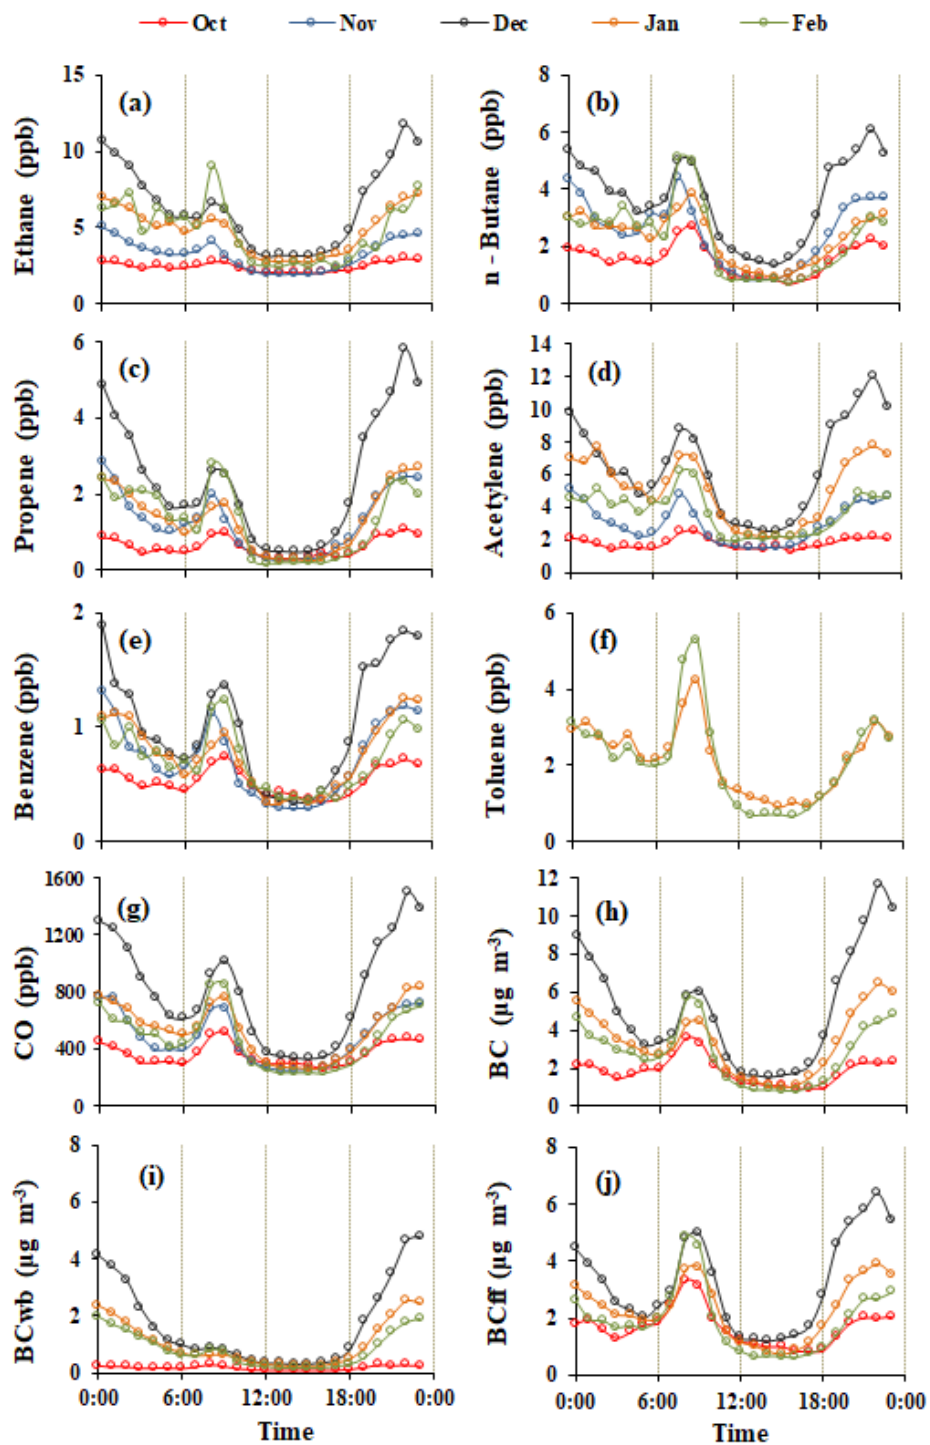 Oct Nov Dec Jan Feb
(a) (b)
Ethane (ppb)
15
10
5
0
n - Butane (ppb)
8
6
4
2
0
(c) (d)
Propene (ppb)
6
4
2
0
Acetylene (ppb)
14
12
10
8
6
4
2
0
(e) (f)
Benzene (ppb)
2
1
0
Toluene (ppb)
6
4
2
0
(g) (h)
CO (ppb)
1600
1200
800
400
0
BC (µg m⁻³)
12
10
8
6
4
2
0
(i) (j)
BCwb (µg m⁻³)
8
6
4
2
0
BCff (µg m⁻³)
8
6
4
2
0
0:00 6:00 12:00 18:00 0:00
0:00 6:00 12:00 18:00 0:00
Time Time